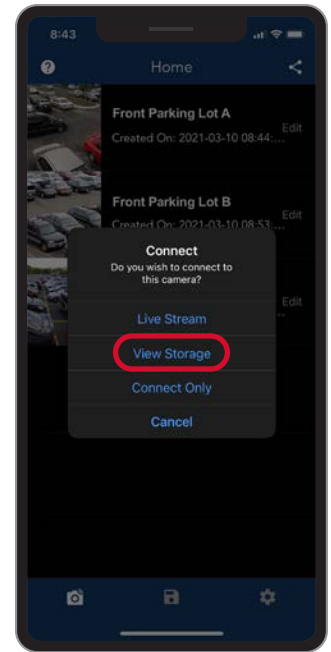 8:43
Home
Front Parking Lot A
Edit
Created On: 2021-03-10 08:44:...
Front Parking Lot B
Edit
Created On: 2021-03-10 08:53:...
Connect
Do you wish to connect to
this camera?
Edit
Live Stream
View Storage
Connect Only
Cancel